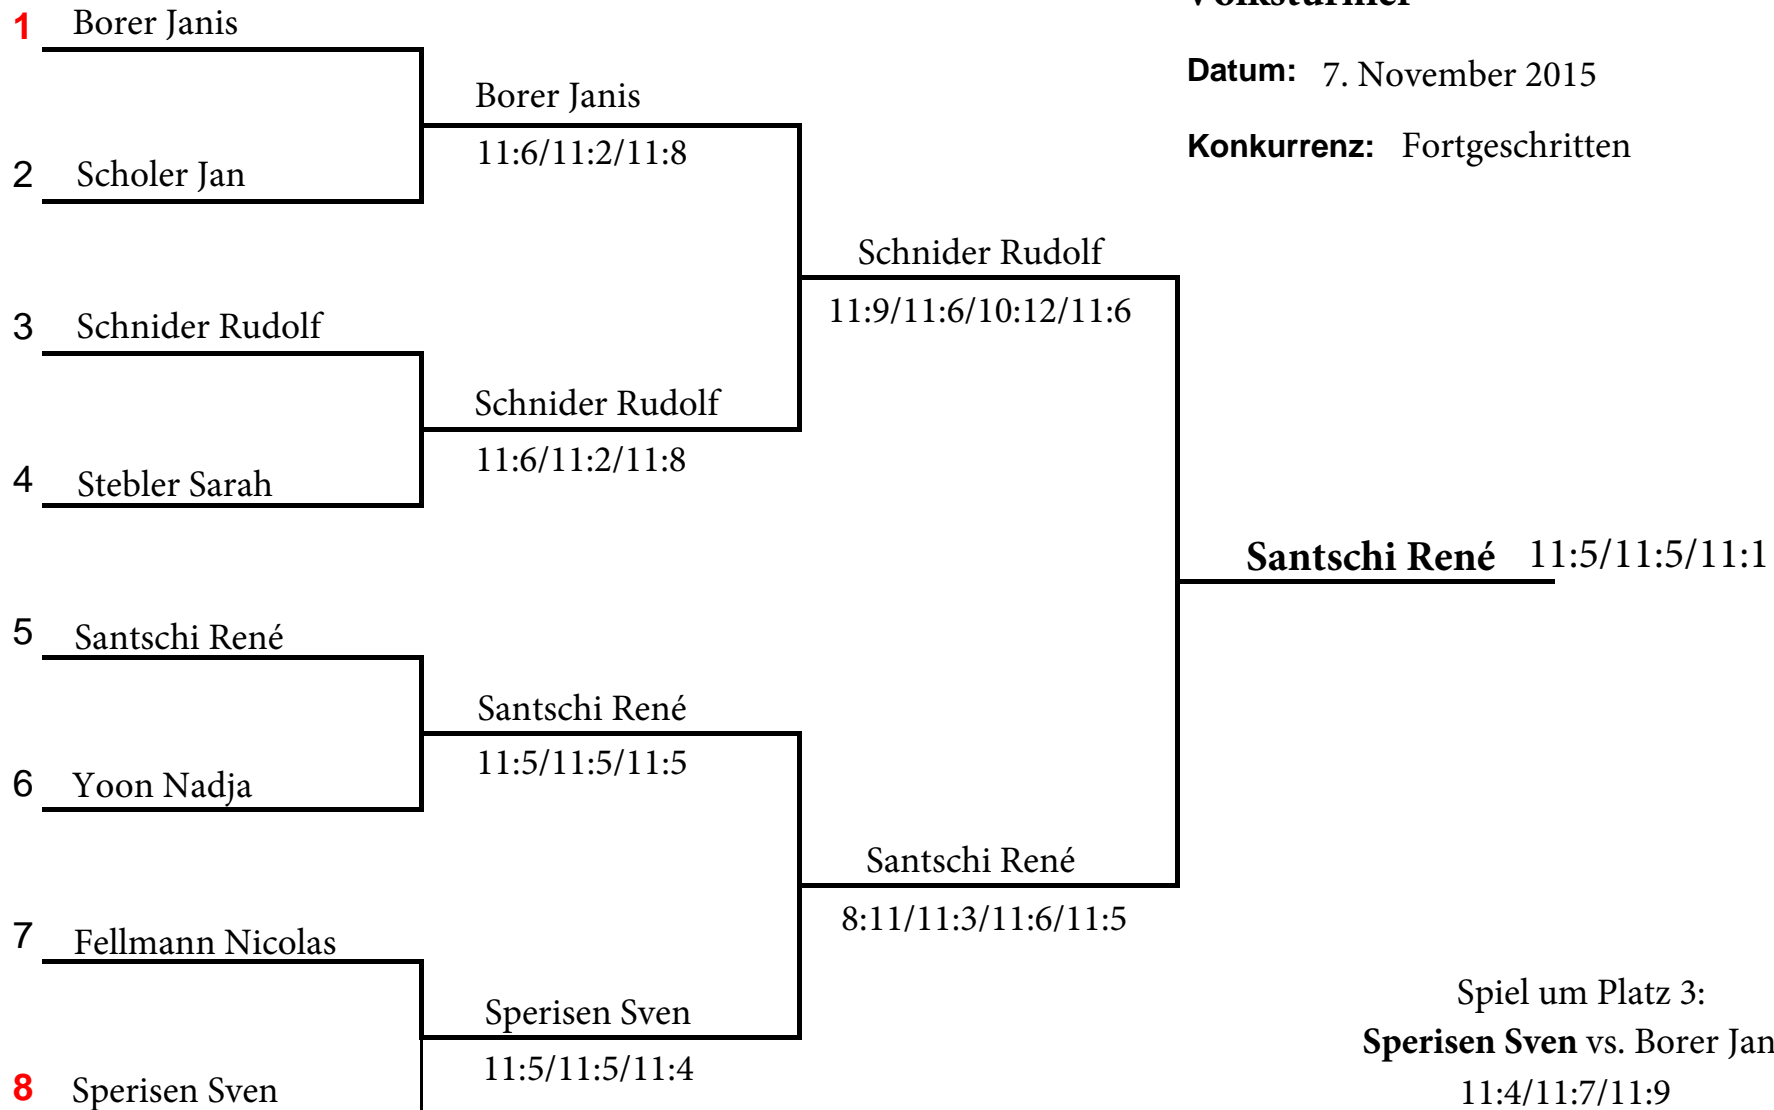 Volksturnier
Datum: 7. November 2015
Konkurrenz: Fortgeschritten
1 Borer Janis
2 Scholer Jan
3 Schnider Rudolf
4 Stebler Sarah
5 Santschi René
6 Yoon Nadja
7 Fellmann Nicolas
8 Sperisen Sven
Borer Janis
11:6/11:2/11:8
Schnider Rudolf
11:6/11:2/11:8
Santschi René
11:5/11:5/11:5
Sperisen Sven
11:5/11:5/11:4
Schnider Rudolf
11:9/11:6/10:12/11:6
Santschi René
8:11/11:3/11:6/11:5
Santschi René 11:5/11:5/11:1
Spiel um Platz 3:
Sperisen Sven vs. Borer Jan
11:4/11:7/11:9